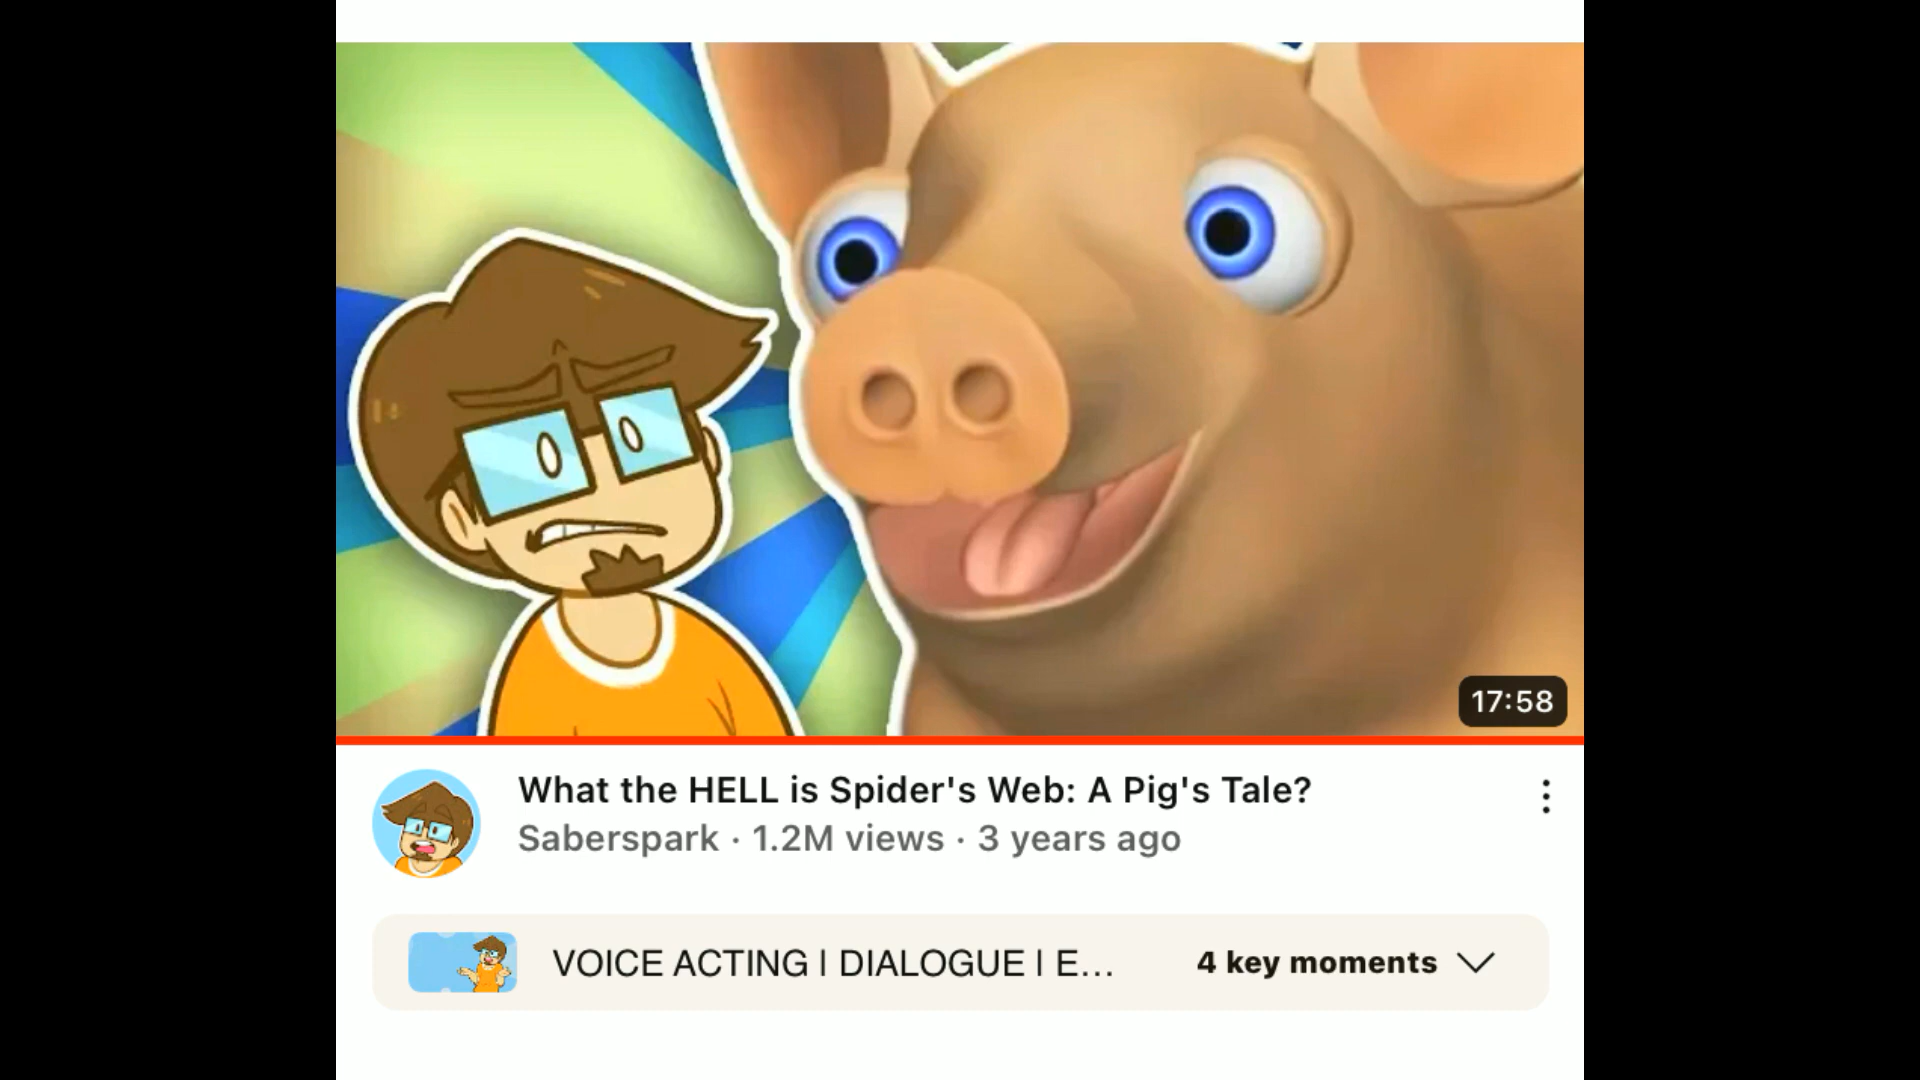 17:58
What the HELL is Spider's Web: A Pig's Tale?
Saberspark · 1.2M views · 3 years ago
VOICE ACTING | DIALOGUE | E... 4 key moments